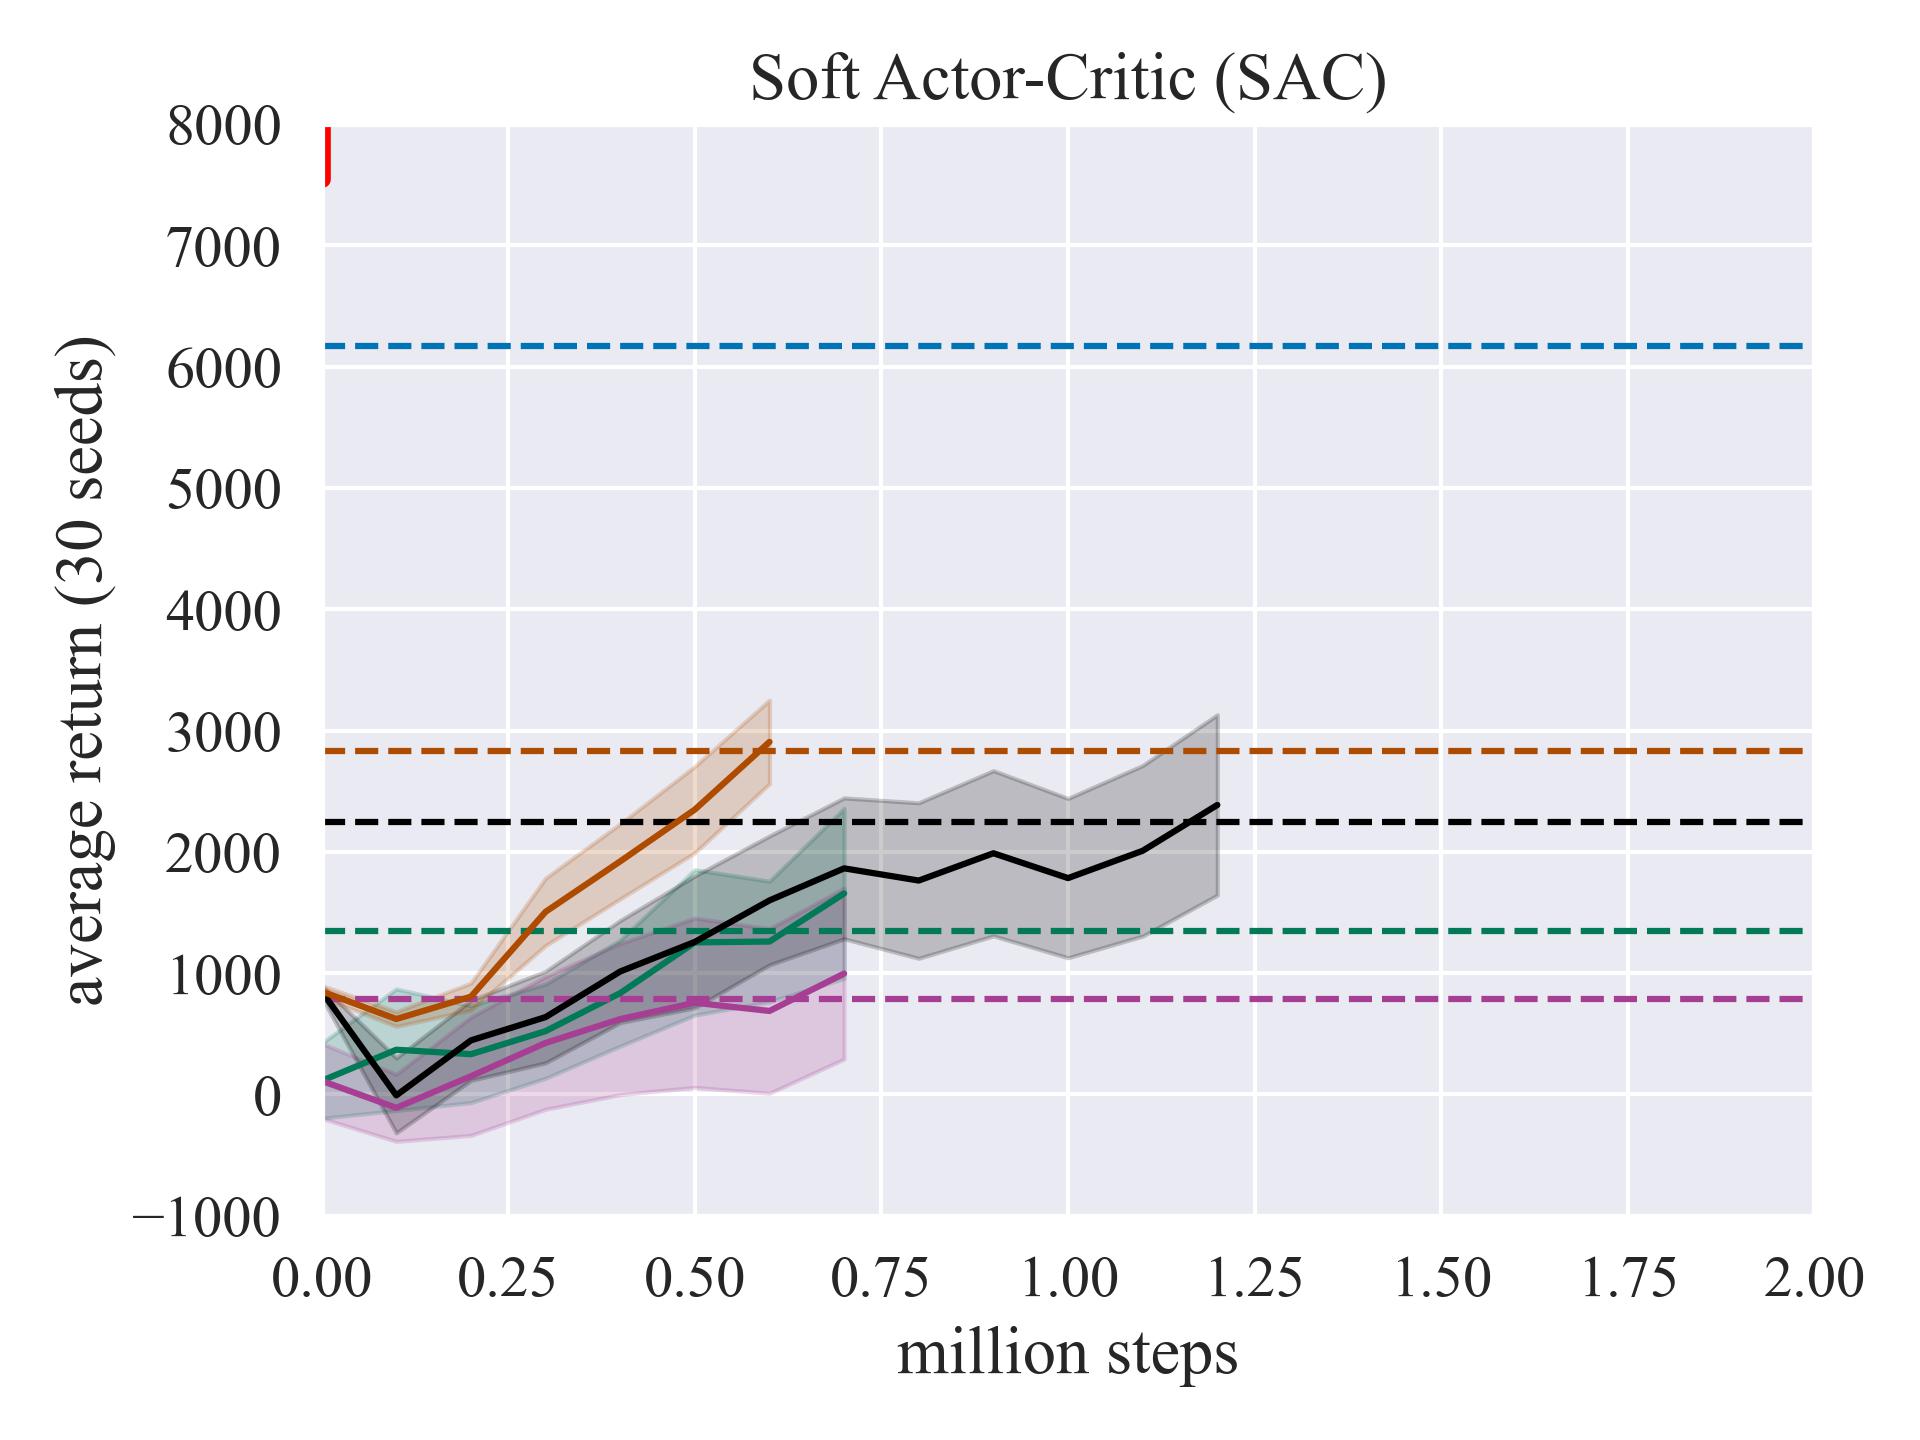 Soft Actor-Critic (SAC)
8000
7000
6000
5000
4000
3000
2000
1000
0
−1000
average return (30 seeds)
0.00 0.25 0.50 0.75 1.00 1.25 1.50 1.75 2.00
million steps